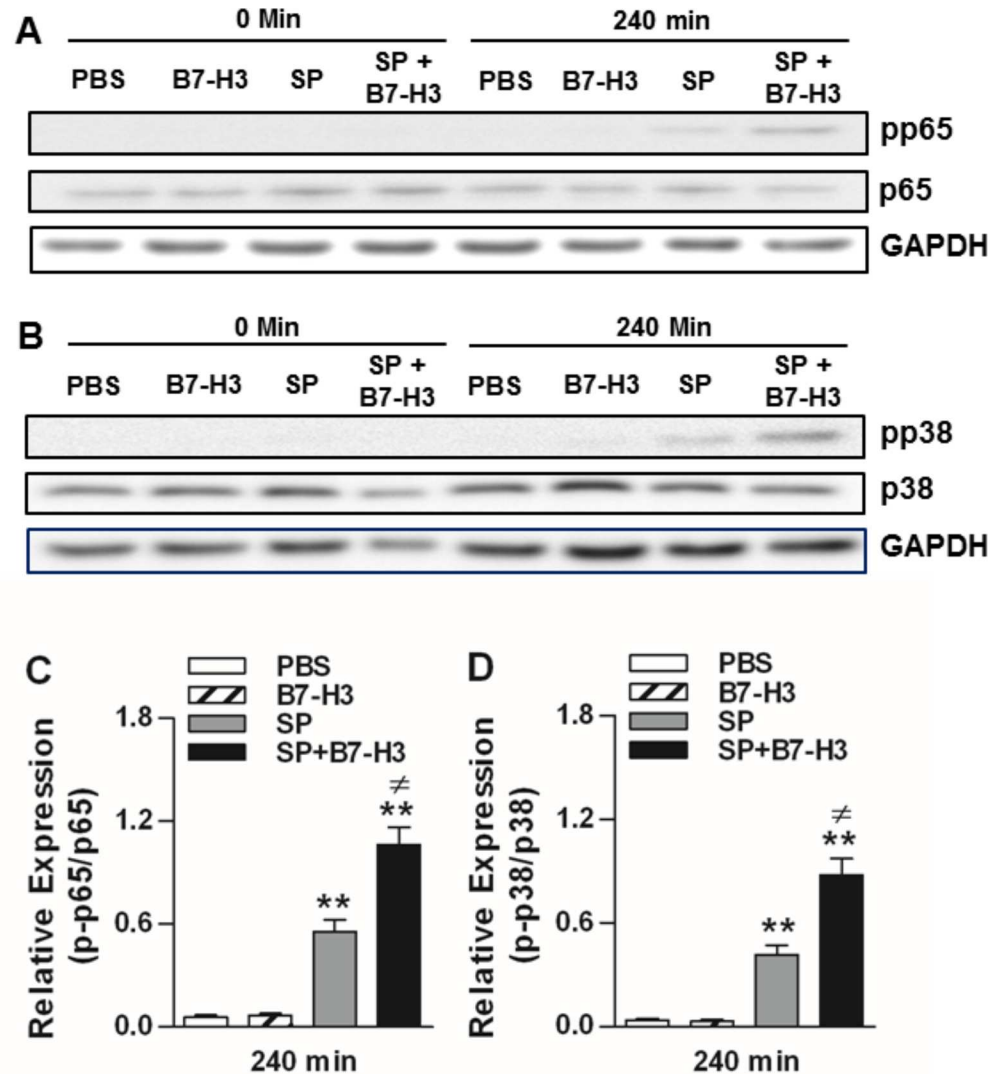 A
0 Min
240 min
PBS
B7-H3
SP
SP +
B7-H3
PBS
B7-H3
SP
SP +
B7-H3
pp65
p65
GAPDH
B
0 Min
240 Min
PBS
B7-H3
SP
SP +
B7-H3
PBS
B7-H3
SP
SP +
B7-H3
pp38
p38
GAPDH
C
PBS
B7-H3
SP
SP+B7-H3
Relative Expression
(p-p65/p65)
1.8
1.2
0.6
0.0
**
≠
**
240 min
D
PBS
B7-H3
SP
SP+B7-H3
Relative Expression
(p-p38/p38)
1.8
1.2
0.6
0.0
**
≠
**
240 min